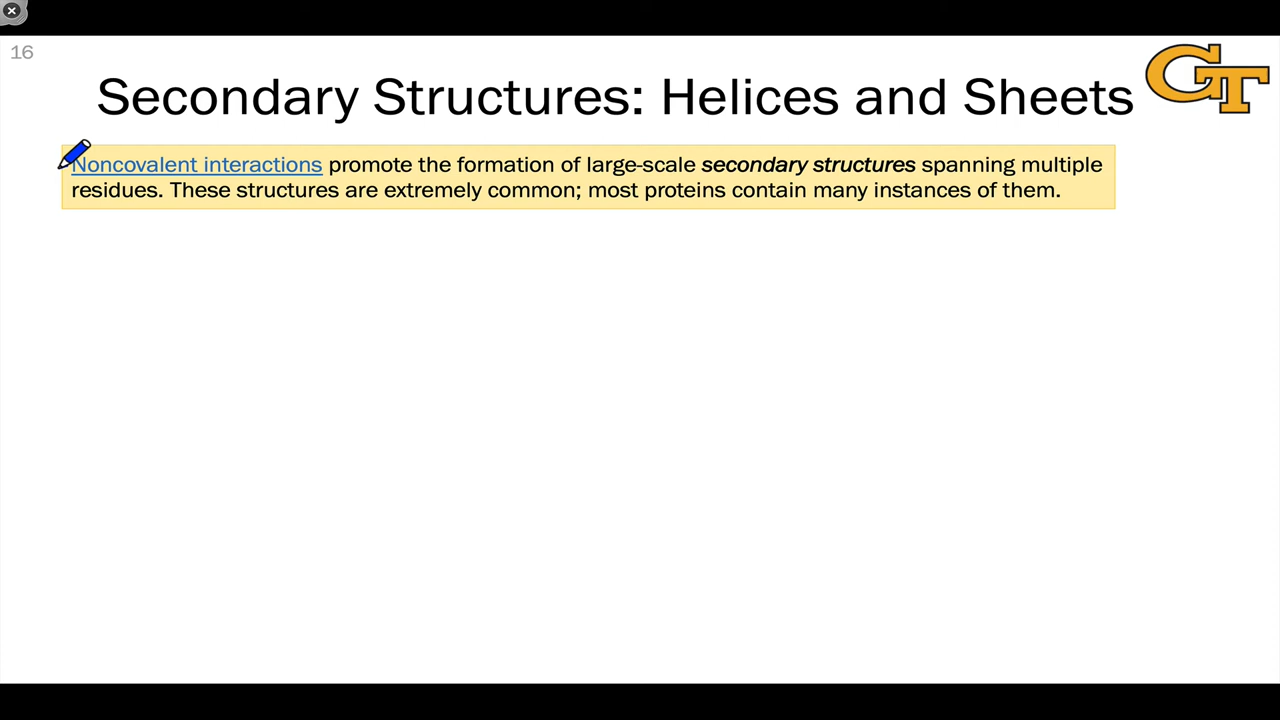 16
Secondary Structures: Helices and Sheets
GT
Noncovalent interactions promote the formation of large-scale secondary structures spanning multiple
residues. These structures are extremely common; most proteins contain many instances of them.